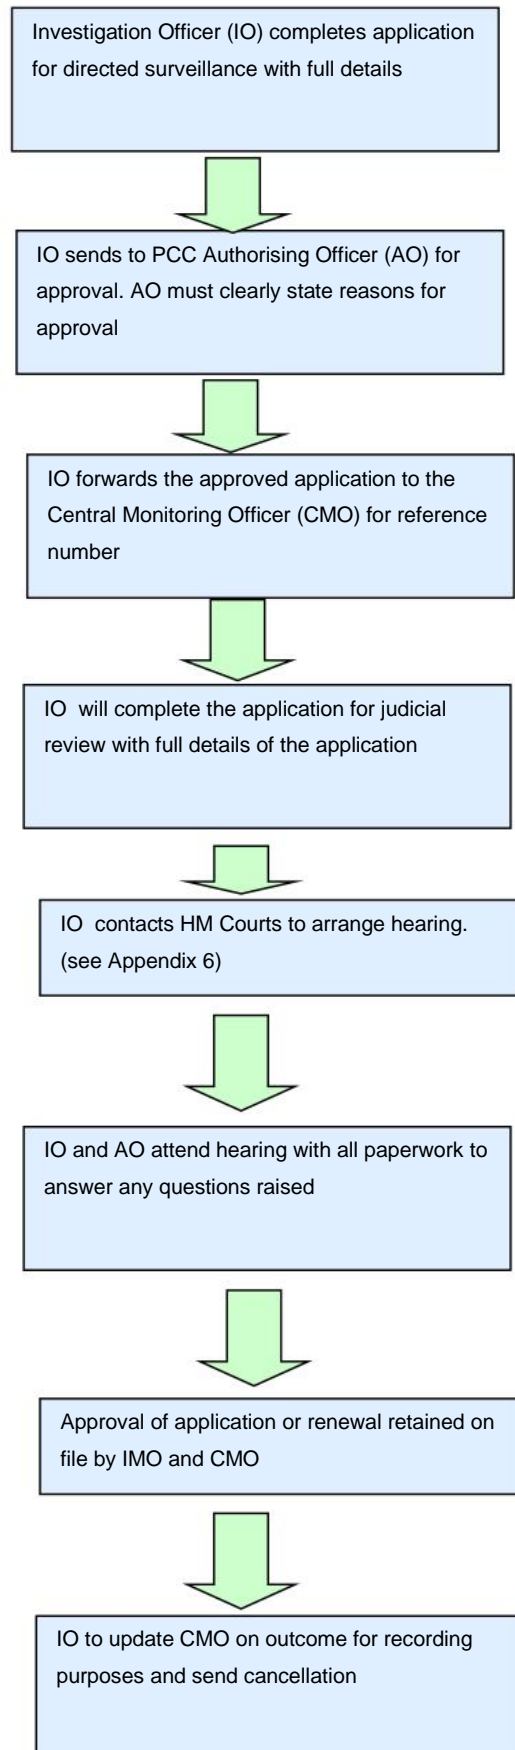 Investigation Officer (IO) completes application
for directed surveillance with full details
IO sends to PCC Authorising Officer (AO) for
approval. AO must clearly state reasons for
approval
IO forwards the approved application to the
Central Monitoring Officer (CMO) for reference
number
IO will complete the application for judicial
review with full details of the application
IO contacts HM Courts to arrange hearing.
(see Appendix 6)
IO and AO attend hearing with all paperwork to
answer any questions raised
Approval of application or renewal retained on
file by IMO and CMO
IO to update CMO on outcome for recording
purposes and send cancellation